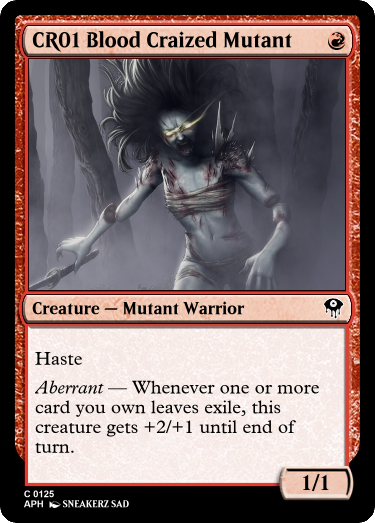 CR01 Blood Craized Mutant
Creature — Mutant Warrior
Haste
Aberrant — Whenever one or more
card you own leaves exile, this
creature gets +2/+1 until end of
turn.
1/1
C 0125
APH SNEAKERZ SAD